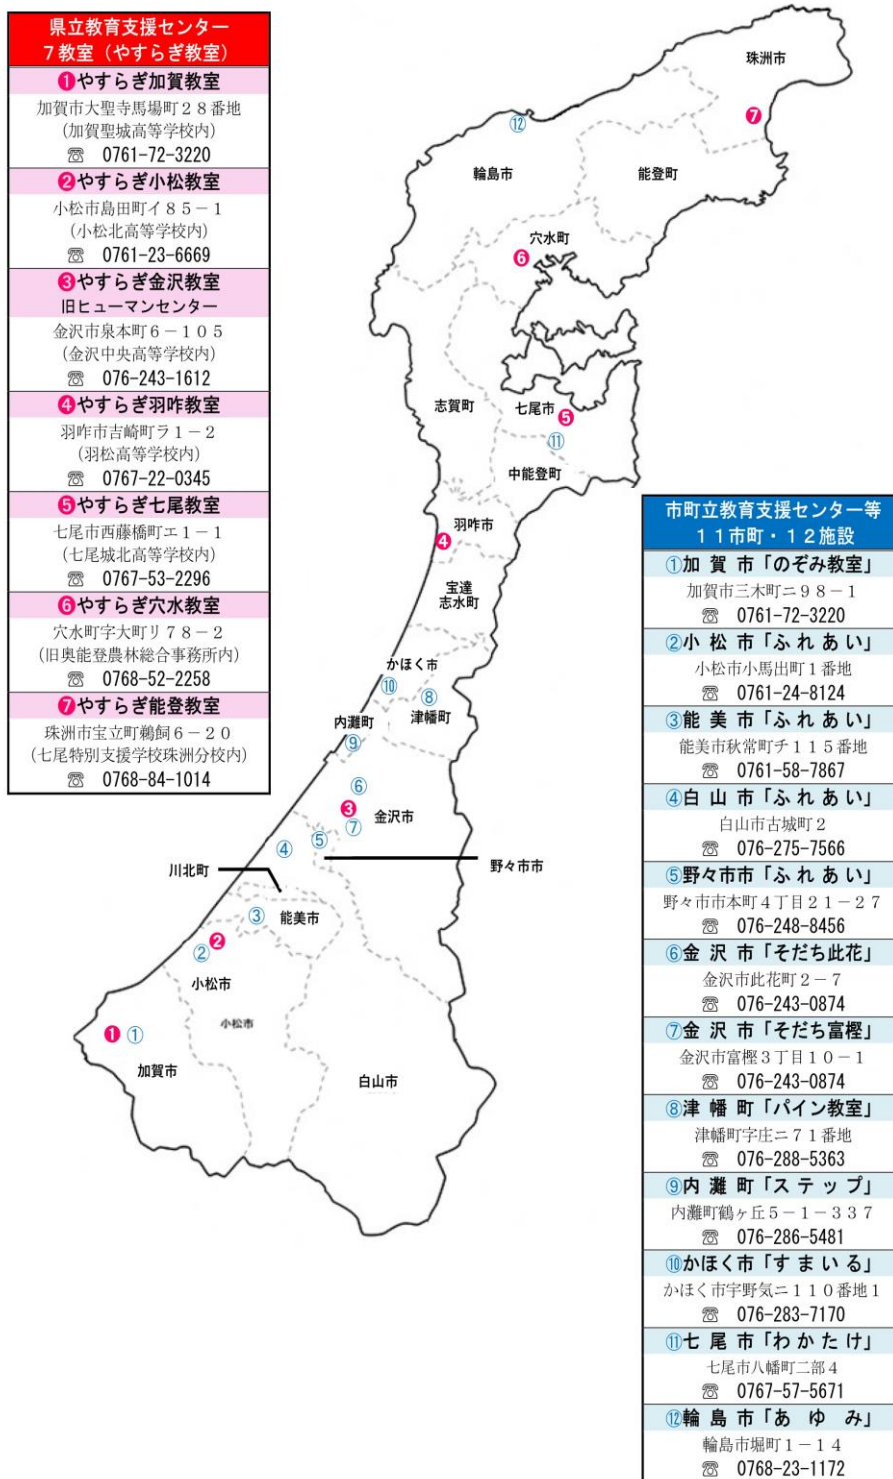 県立教育支援センター
７教室（やすらぎ教室）
❶やすらぎ加賀教室
加賀市大聖寺馬場町２８番地
(加賀聖城高等学校内)
☏ 0761-72-3220
❷やすらぎ小松教室
小松市島田町イ８５－１
(小松北高等学校内)
☏ 0761-23-6669
❸やすらぎ金沢教室
旧ヒューマンセンター
金沢市泉本町６－１０５
(金沢中央高等学校内)
☏ 076-243-1612
❹やすらぎ羽咋教室
羽咋市吉崎町ラ１－２
(羽松高等学校内)
☏ 0767-22-0345
❺やすらぎ七尾教室
七尾市西藤橋町エ１－１
(七尾城北高等学校内)
☏ 0767-53-2296
❻やすらぎ穴水教室
穴水町字大町リ７８－２
(旧奥能登農林総合事務所内)
☏ 0768-52-2258
❼やすらぎ能登教室
珠洲市宝立町鵜飼６－２０
(七尾特別支援学校珠洲分校内)
☏ 0768-84-1014
珠洲市
❼
⑫
輪島市
能登町
穴水町
❻
志賀町
七尾市
❺
⑪
中能登町
羽咋市
❹
宝達
志水町
かほく市
⑩
⑧
内灘町
津幡町
⑨
⑥
❸
金沢市
⑦
⑤
④
川北町
野々市市
③
能美市
❷
②
小松市
小松市
❶
①
加賀市
白山市
市町立教育支援センター等
１１市町・１２施設
①加 賀 市「のぞみ教室」
加賀市三木町ニ９８－１
☏ 0761-72-3220
②小 松 市「ふ れ あ い」
小松市小馬出町１番地
☏ 0761-24-8124
③能 美 市「ふ れ あ い」
能美市秋常町チ１１５番地
☏ 0761-58-7867
④白 山 市「ふ れ あ い」
白山市古城町２
☏ 076-275-7566
⑤野々市市「ふ れ あ い」
野々市市本町４丁目２１－２７
☏ 076-248-8456
⑥金 沢 市「そだち此花」
金沢市此花町２－７
☏ 076-243-0874
⑦金 沢 市「そだち富樫」
金沢市富樫３丁目１０－１
☏ 076-243-0874
⑧津 幡 町「パイン教室」
津幡町字庄ニ７１番地
☏ 076-288-5363
⑨内 灘 町「ス テ ッ プ」
内灘町鶴ヶ丘５－１－３３７
☏ 076-286-5481
⑩かほく市「す ま い る」
かほく市宇野気ニ１１０番地１
☏ 076-283-7170
⑪七 尾 市「わ か た け」
七尾市八幡町二部４
☏ 0767-57-5671
⑫輪 島 市「あ ゆ み」
輪島市堀町１－１４
☏ 0768-23-1172